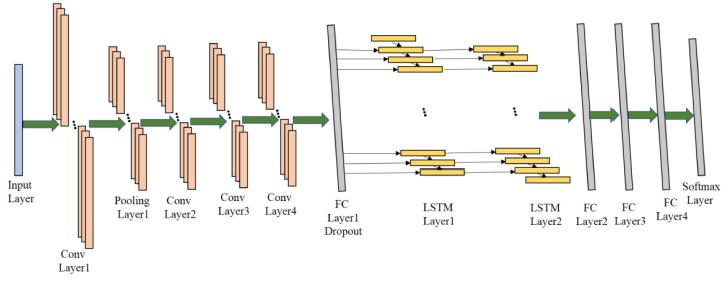 Input
Layer
Conv
Layer1
Pooling
Layer1
Conv
Layer2
Conv
Layer3
Conv
Layer4
FC
Layer1
Dropout
LSTM
Layer1
LSTM
Layer2
FC
Layer2
FC
Layer3
FC
Layer4
Softmax
Layer